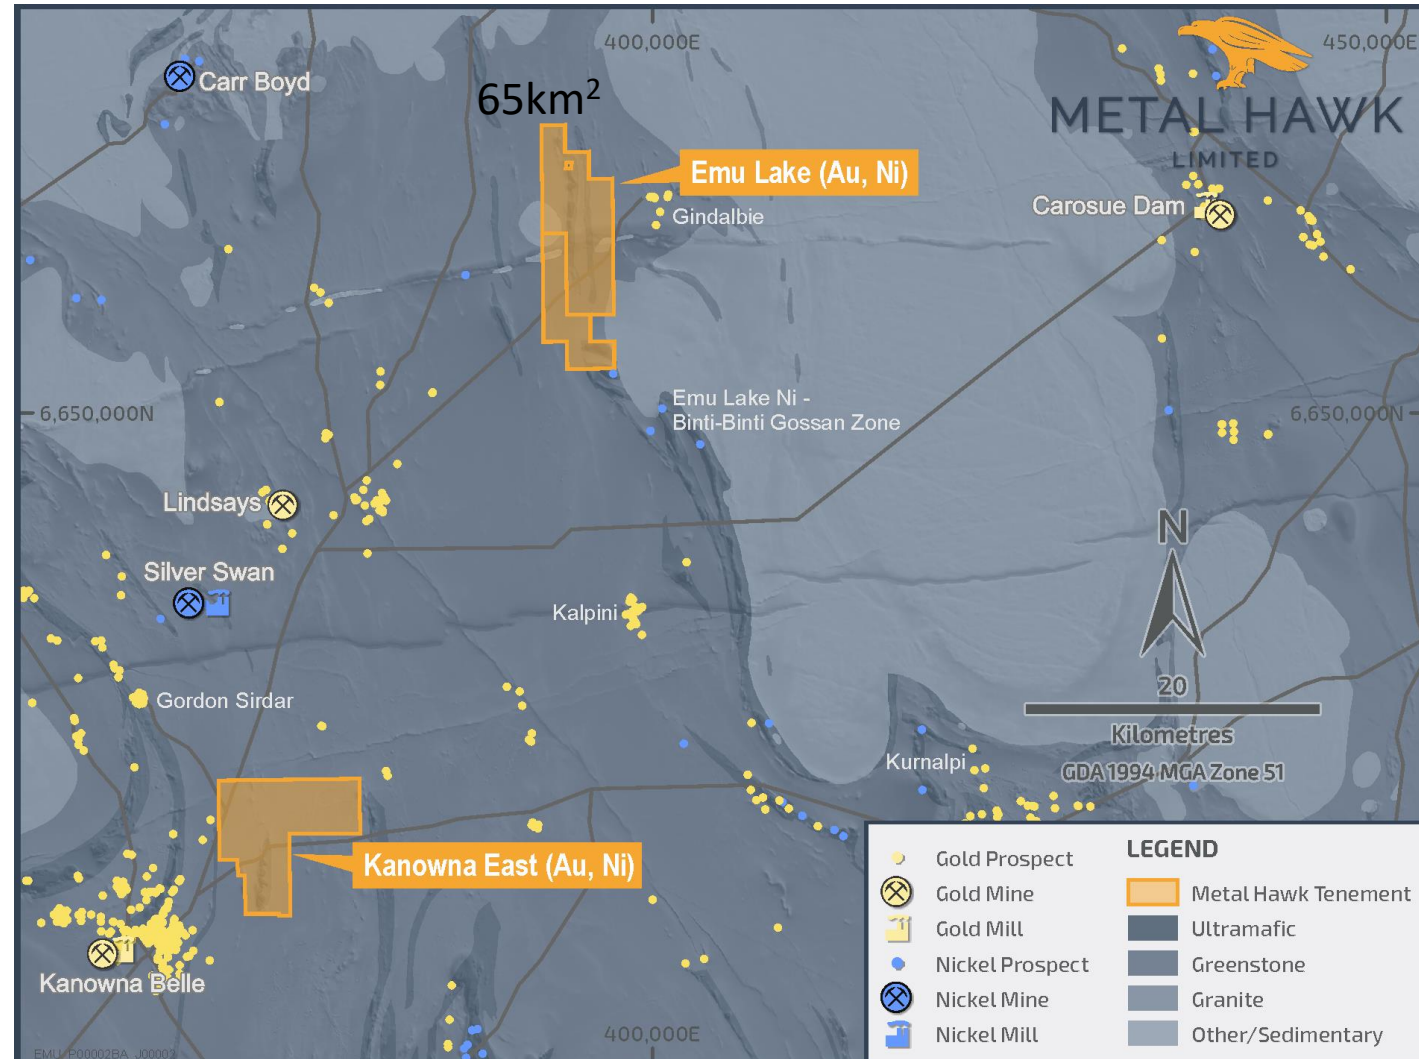 400,000E
450,000E
Carr Boyd
65km²
METAL HAWK
LIMITED
Emu Lake (Au, Ni)
Gindalbie
Carosue Dam
6,650,000N
Emu Lake Ni -
Binti-Binti Gossan Zone
6,650,000N
Lindsays
N
Silver Swan
Kalpini
Gordon Sirdar
20
Kilometres
GDA 1994 MGA Zone 51
Kurnalpi
Kanowna East (Au, Ni)
Kanowna Belle
400,000E
LEGEND
Gold Prospect
Gold Mine
Gold Mill
Nickel Prospect
Nickel Mine
Nickel Mill
Metal Hawk Tenement
Ultramafic
Greenstone
Granite
Other/Sedimentary